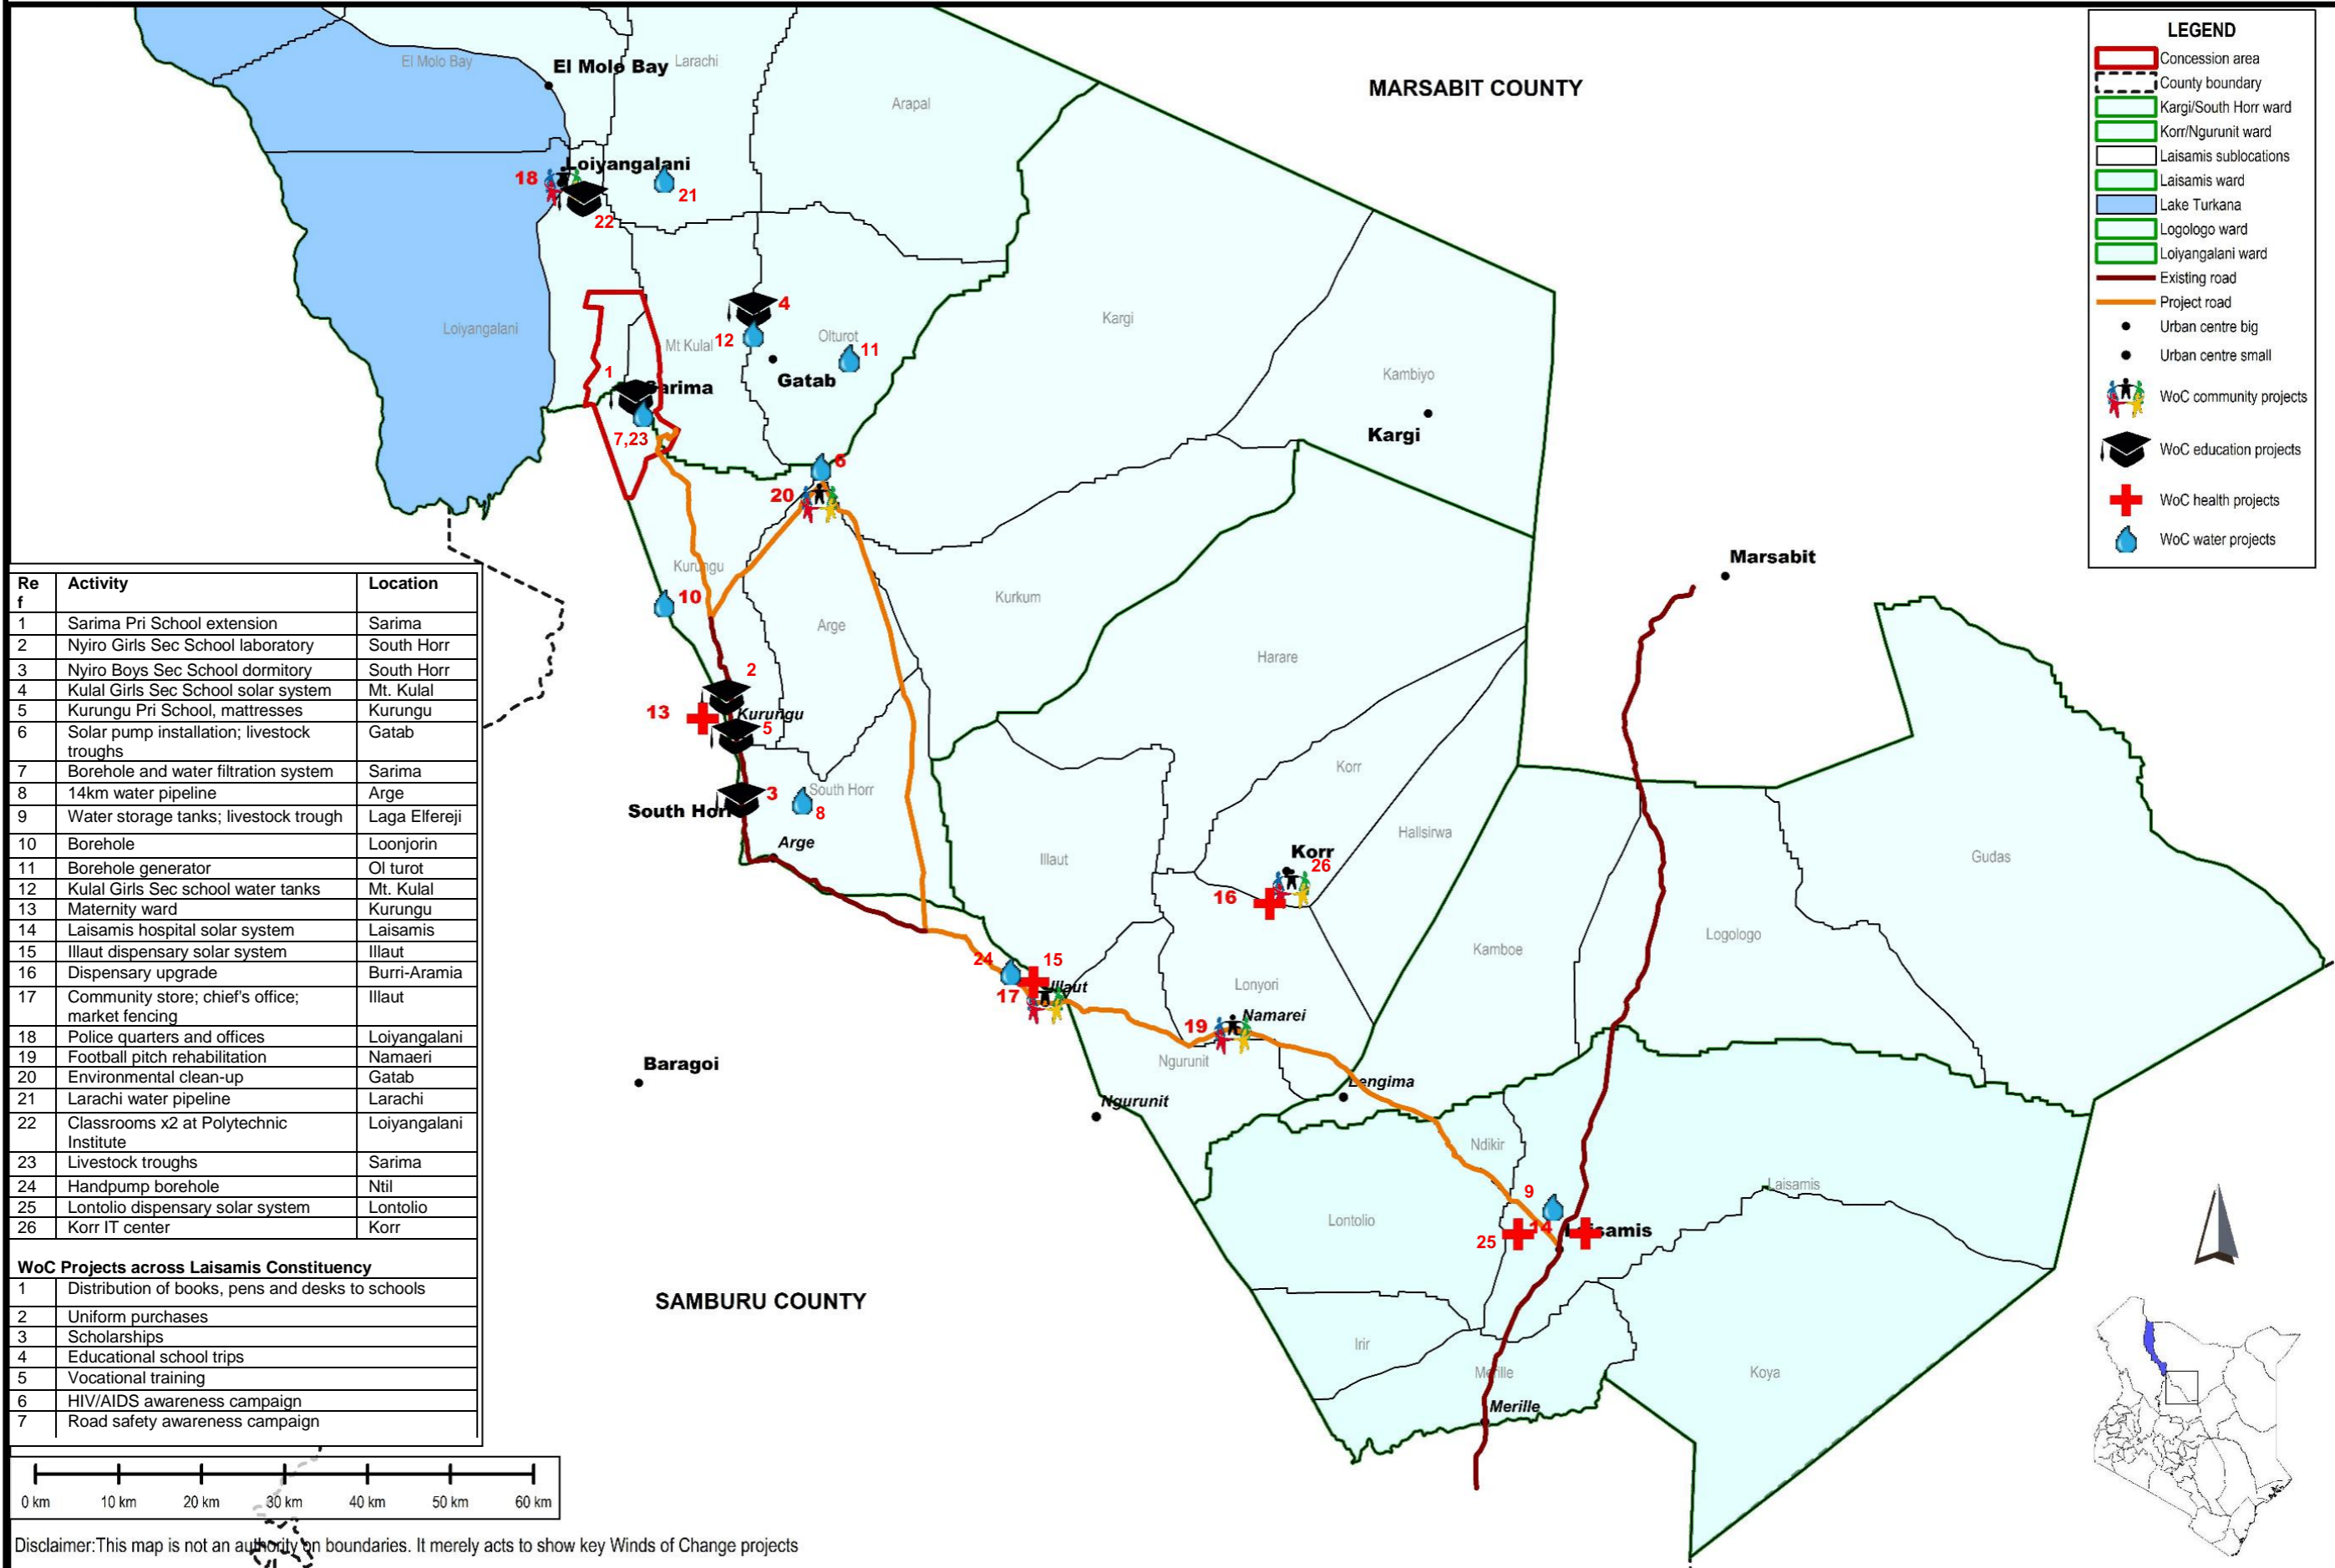 LEGEND
Concession area
County boundary
Kargi/South Horr ward
Korr/Ngurunit ward
Laisamis sublocations
Laisamis ward
Lake Turkana
Logologo ward
Loiyangalani ward
Existing road
Project road
Urban centre big
Urban centre small
WoC community projects
WoC education projects
WoC health projects
WoC water projects
MARSABIT COUNTY
El Molo Bay
El Molo Bay
Larachi
Arapal
Loiyangalani
18
21
22
Loiyangalani
4
Mt Kulal
12
Olturot
11
Gatab
1
Sarima
7,23
Kargi
Kambiyo
Kargi
6
20
Kurungu
10
Arge
Kurkum
Marsabit
Harare
2
13
Kurungu
5
South Horr
3
8
South Horr
Arge
Korr
Hallsirwa
Korr
26
16
Illaut
Gudas
Logologo
Kamboe
24
15
17
Illaut
Lonyori
19
Namarei
Ngurunit
Baragoi
Lengima
Ngurunit
Ndikir
9
Laisamis
Lontolio
14
Laisamis
25
SAMBURU COUNTY
Irir
Merille
Koya
Merille
Re
f Activity Location
1 Sarima Pri School extension Sarima
2 Nyiro Girls Sec School laboratory South Horr
3 Nyiro Boys Sec School dormitory South Horr
4 Kulal Girls Sec School solar system Mt. Kulal
5 Kurungu Pri School, mattresses Kurungu
6 Solar pump installation; livestock Gatab
troughs
7 Borehole and water filtration system Sarima
8 14km water pipeline Arge
9 Water storage tanks; livestock trough Laga Elfereji
10 Borehole Loonjorin
11 Borehole generator Ol turot
12 Kulal Girls Sec school water tanks Mt. Kulal
13 Maternity ward Kurungu
14 Laisamis hospital solar system Laisamis
15 Illaut dispensary solar system Illaut
16 Dispensary upgrade Burri-Aramia
17 Community store; chief's office; Illaut
market fencing
18 Police quarters and offices Loiyangalani
19 Football pitch rehabilitation Namaeri
20 Environmental clean-up Gatab
21 Larachi water pipeline Larachi
22 Classrooms x2 at Polytechnic Loiyangalani
Institute
23 Livestock troughs Sarima
24 Handpump borehole Ntil
25 Lontolio dispensary solar system Lontolio
26 Korr IT center Korr
WoC Projects across Laisamis Constituency
1 Distribution of books, pens and desks to schools
2 Uniform purchases
3 Scholarships
4 Educational school trips
5 Vocational training
6 HIV/AIDS awareness campaign
7 Road safety awareness campaign
0 km 10 km 20 km 30 km 40 km 50 km 60 km
Disclaimer:This map is not an authority on boundaries. It merely acts to show key Winds of Change projects